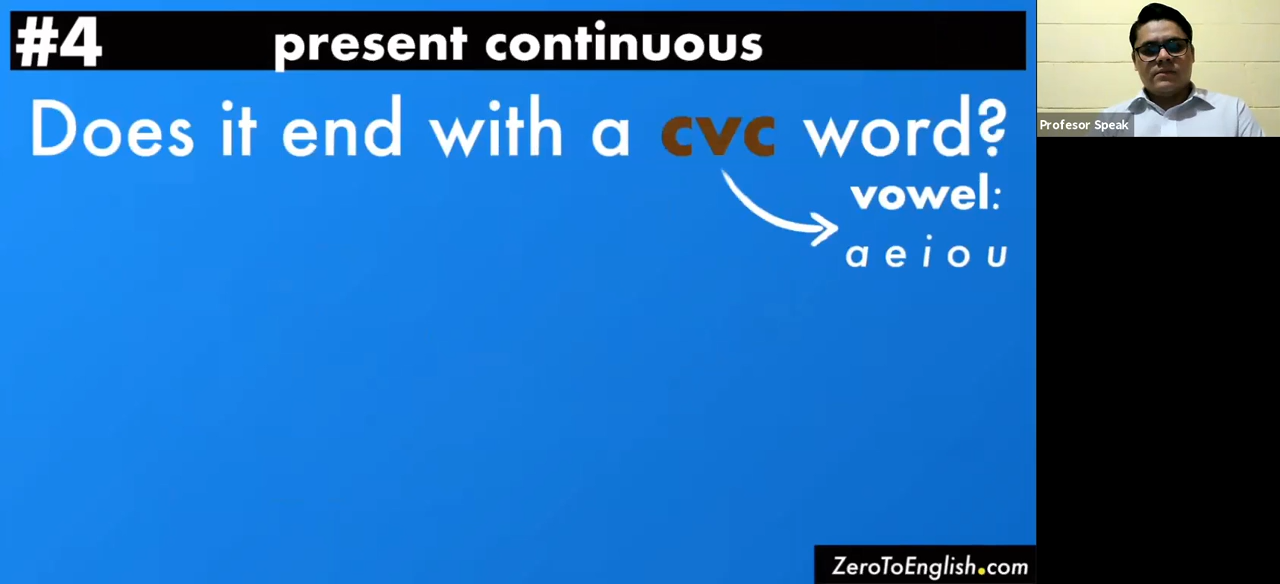 #4 present continuous
Does it end with a cvc word?
vowel:
a e i o u
Profesor Speak
ZeroToEnglish.com